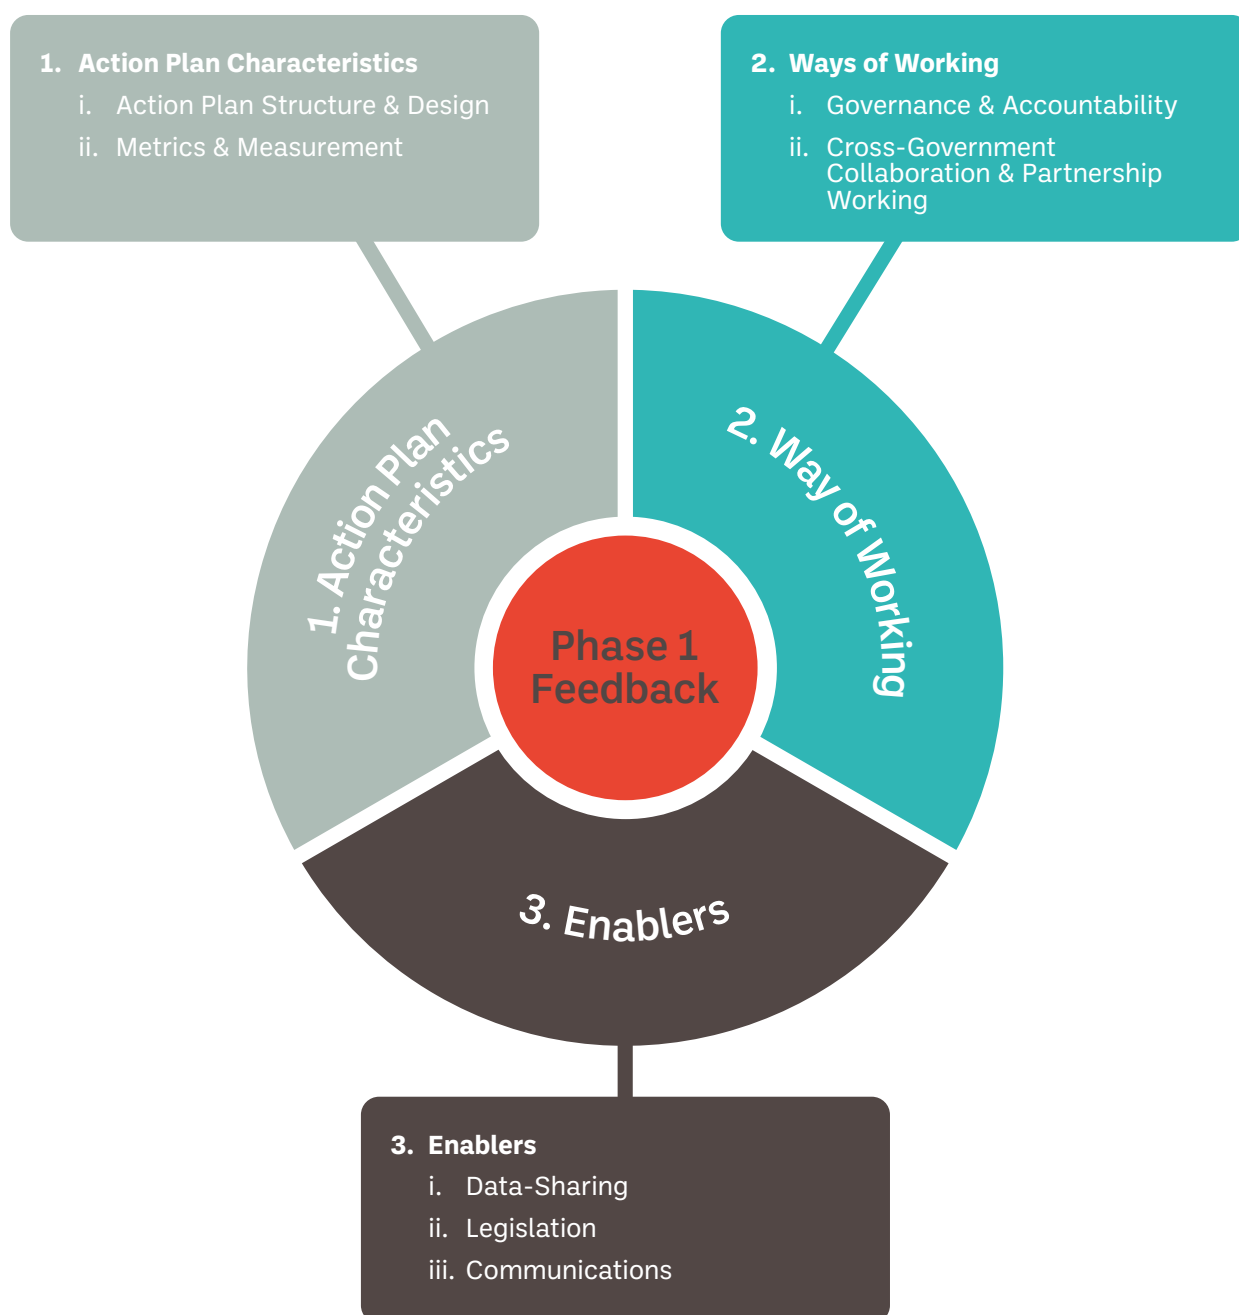 1. Action Plan Characteristics
i. Action Plan Structure & Design
ii. Metrics & Measurement
2. Ways of Working
i. Governance & Accountability
ii. Cross-Government
Collaboration & Partnership
Working
1. Action Plan
Characteristics
2. Way of Working
Phase 1
Feedback
3. Enablers
3. Enablers
i. Data-Sharing
ii. Legislation
iii. Communications